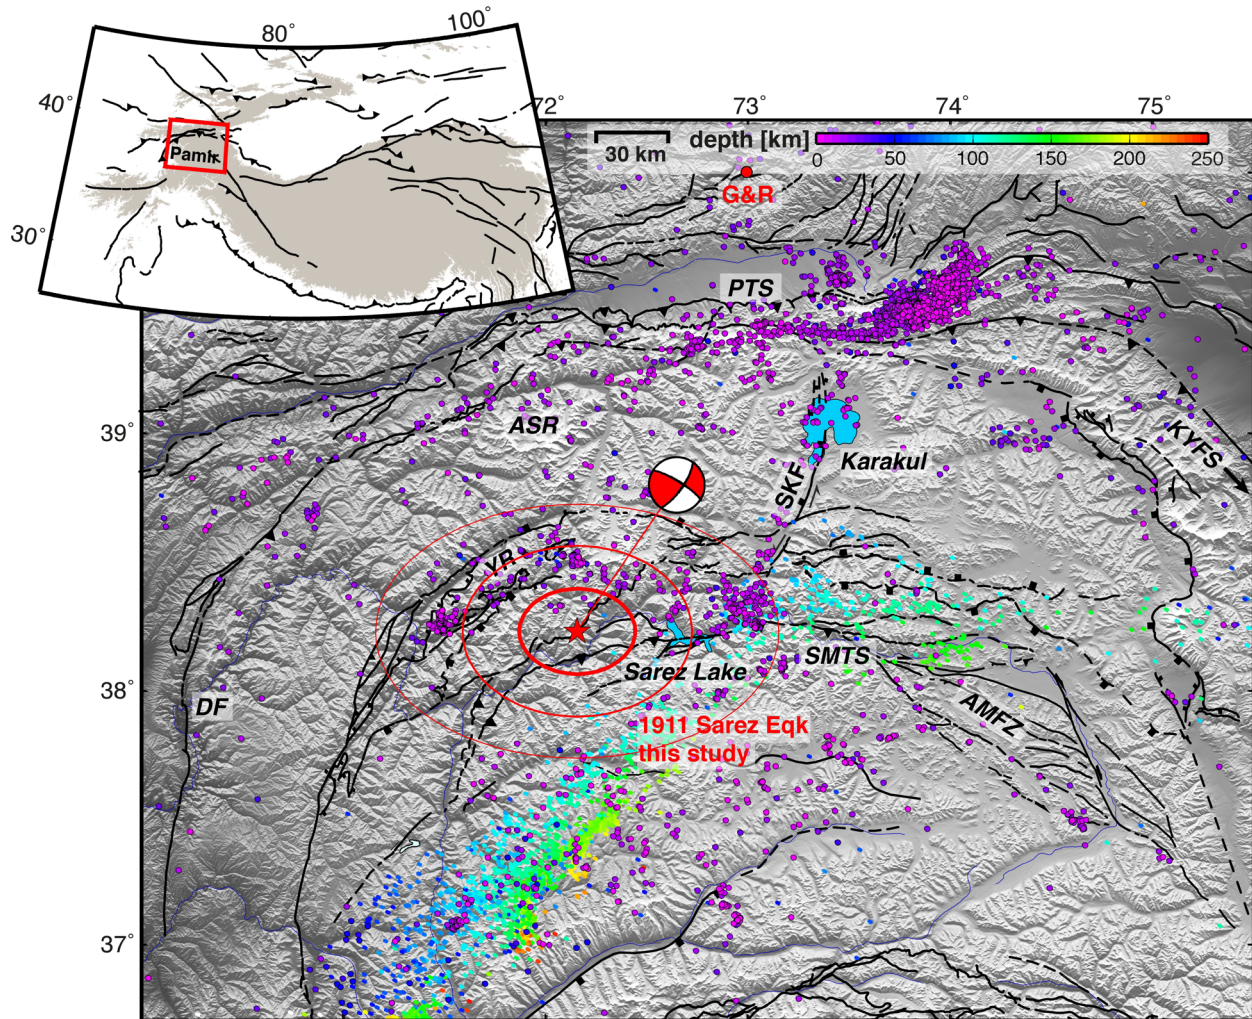 80°
100°
40°
30°
Pamir
72°
73°
74°
75°
30 km
depth [km]
0
50
100
150
200
250
G&R
PTS
39°
ASR
Karakul
SKF
KYFS
YR
38°
DF
Sarez Lake
SMTS
AMFZ
1911 Sarez Eqk
this study
37°